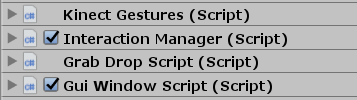 Kinect Gestures (Script)
Interaction Manager (Script)
Grab Drop Script (Script)
Gui Window Script (Script)